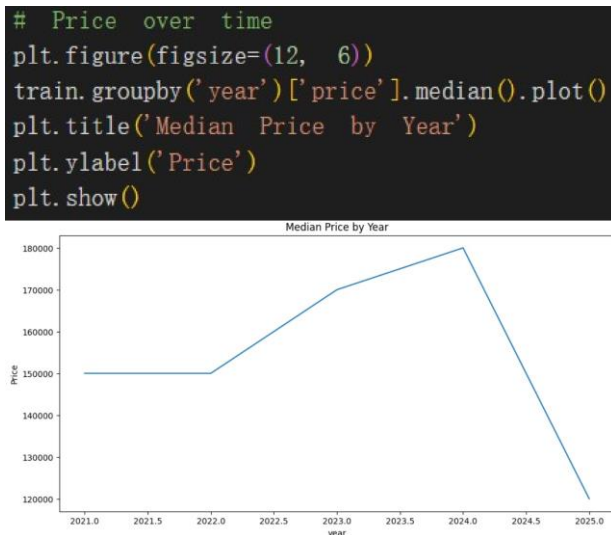 # Price over time
plt.figure(figsize=(12, 6))
train.groupby('year')['price'].median().plot()
plt.title('Median Price by Year')
plt.ylabel('Price')
plt.show()
Median Price by Year
180000
170000
160000
150000
140000
130000
120000
Price
2021.0 2021.5 2022.0 2022.5 2023.0 2023.5 2024.0 2024.5 2025.0
year